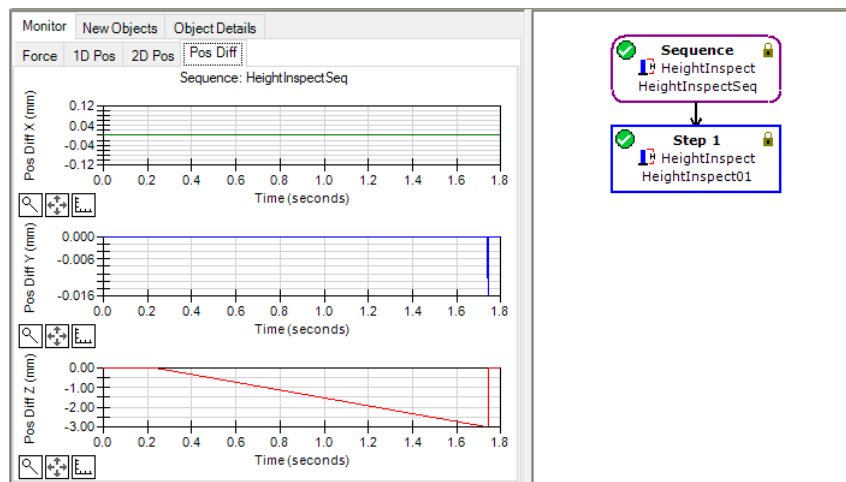 Monitor New Objects Object Details
Force 1D Pos 2D Pos Pos Diff
Sequence: HeightInspectSeq
Pos Diff X (mm)
0.12
0.04
-0.04
-0.12
0.0 0.2 0.4 0.6 0.8 1.0 1.2 1.4 1.6 1.8
Time (seconds)
Pos Diff Y (mm)
0.000
-0.006
-0.016
0.0 0.2 0.4 0.6 0.8 1.0 1.2 1.4 1.6 1.8
Time (seconds)
Pos Diff Z (mm)
0.00
-1.00
-2.00
-3.00
0.0 0.2 0.4 0.6 0.8 1.0 1.2 1.4 1.6 1.8
Time (seconds)
Sequence
H HeightInspect
HeightInspectSeq
Step 1
H HeightInspect
HeightInspect01